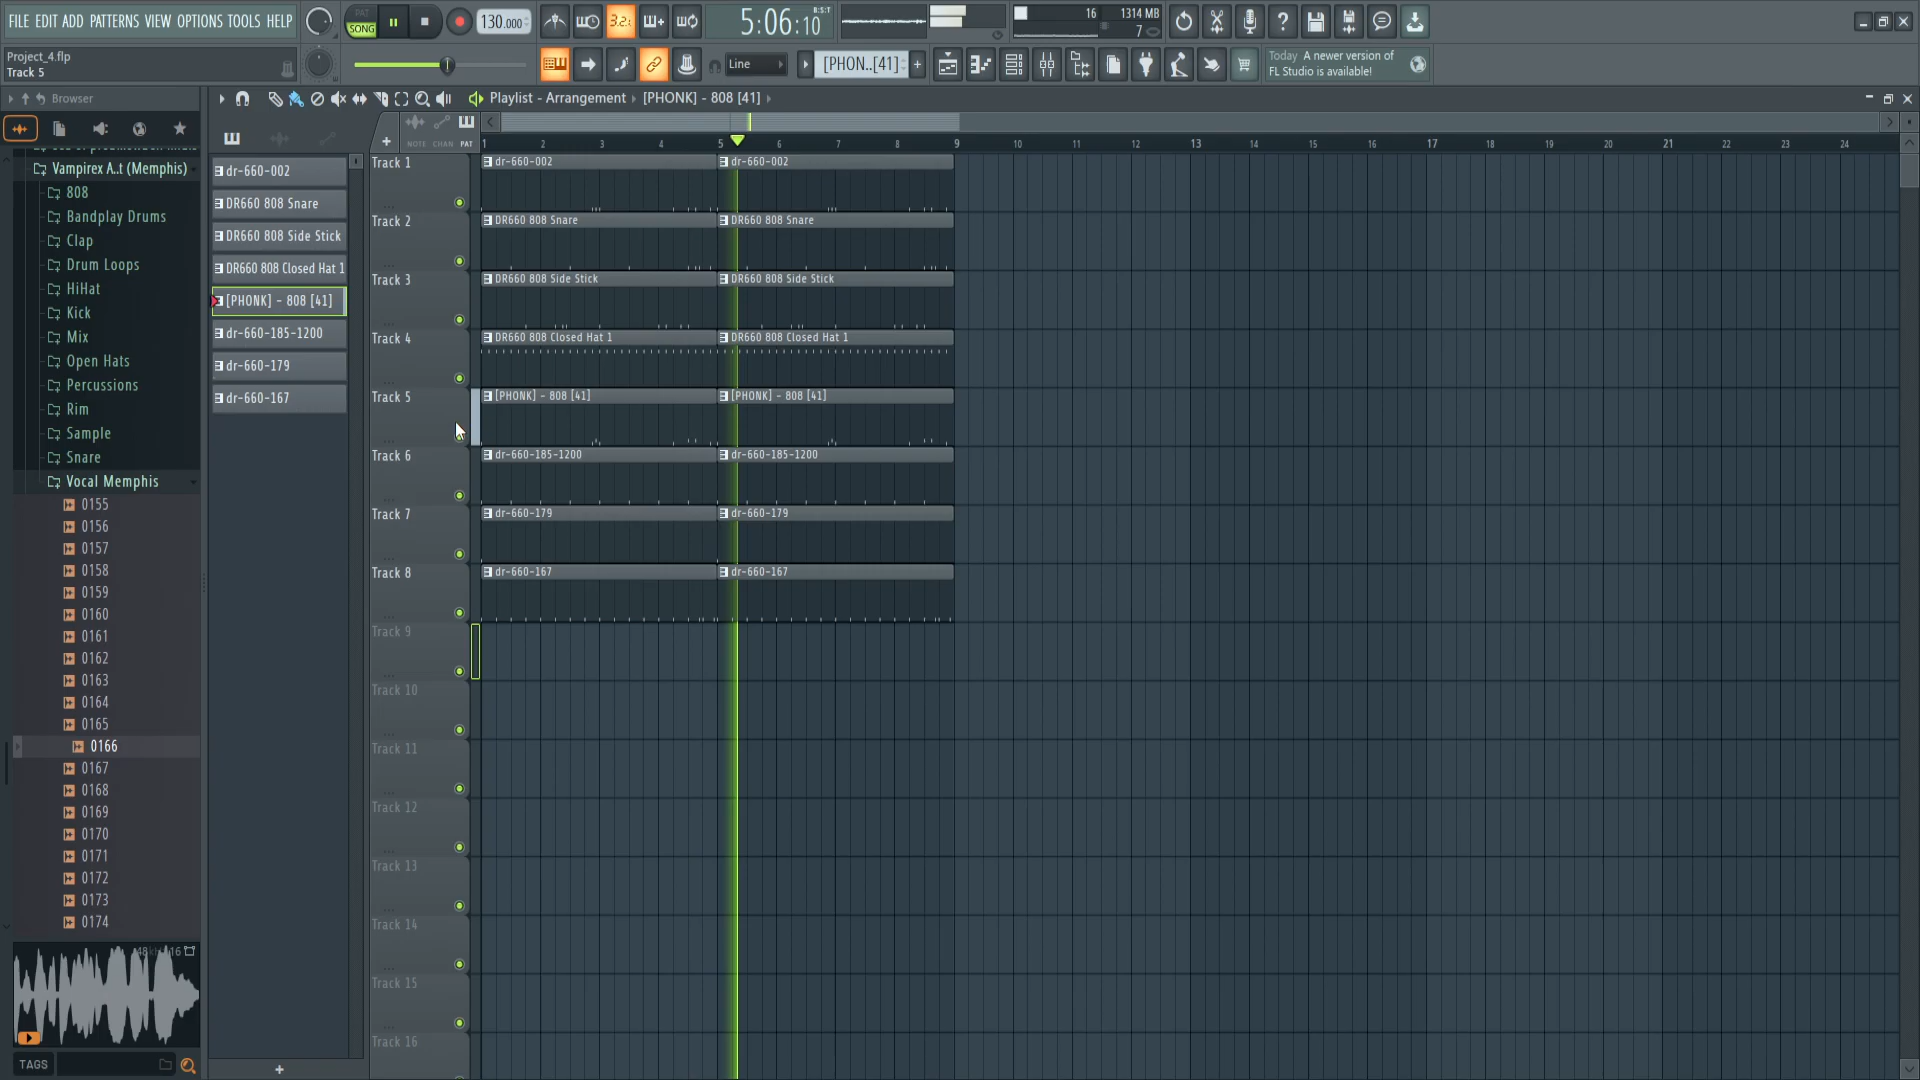 FILE EDIT ADD PATTERNS VIEW OPTIONS TOOLS HELP
PAT
SONG
130.000
3.2.
5:06:10
B:S:T
16
1314 MB
7
Project_4.flp
Track 5
Line
[PHON..[41]
Today A newer version of
FL Studio is available!
Browser
Playlist - Arrangement
[PHONK] - 808 [41]
Vampirex A..t (Memphis)
808
Bandplay Drums
Clap
Drum Loops
HiHat
Kick
Mix
Open Hats
Percussions
Rim
Sample
Snare
Vocal Memphis
0155
0156
0157
0158
0159
0160
0161
0162
0163
0164
0165
0166
0167
0168
0169
0170
0171
0172
0173
0174
TAGS
dr-660-002
DR660 808 Snare
DR660 808 Side Stick
DR660 808 Closed Hat 1
[PHONK] - 808 [41]
dr-660-185-1200
dr-660-179
dr-660-167
NOTE CHAN PAT
1 2 3 4 5 6 7 8 9 10 11 12 13 14 15 16 17 18 19 20 21 22 23 24
Track 1
dr-660-002
dr-660-002
Track 2
DR660 808 Snare
DR660 808 Snare
Track 3
DR660 808 Side Stick
DR660 808 Side Stick
Track 4
DR660 808 Closed Hat 1
DR660 808 Closed Hat 1
Track 5
[PHONK] - 808 [41]
[PHONK] - 808 [41]
Track 6
dr-660-185-1200
dr-660-185-1200
Track 7
dr-660-179
dr-660-179
Track 8
dr-660-167
dr-660-167
Track 9
Track 10
Track 11
Track 12
Track 13
Track 14
Track 15
Track 16